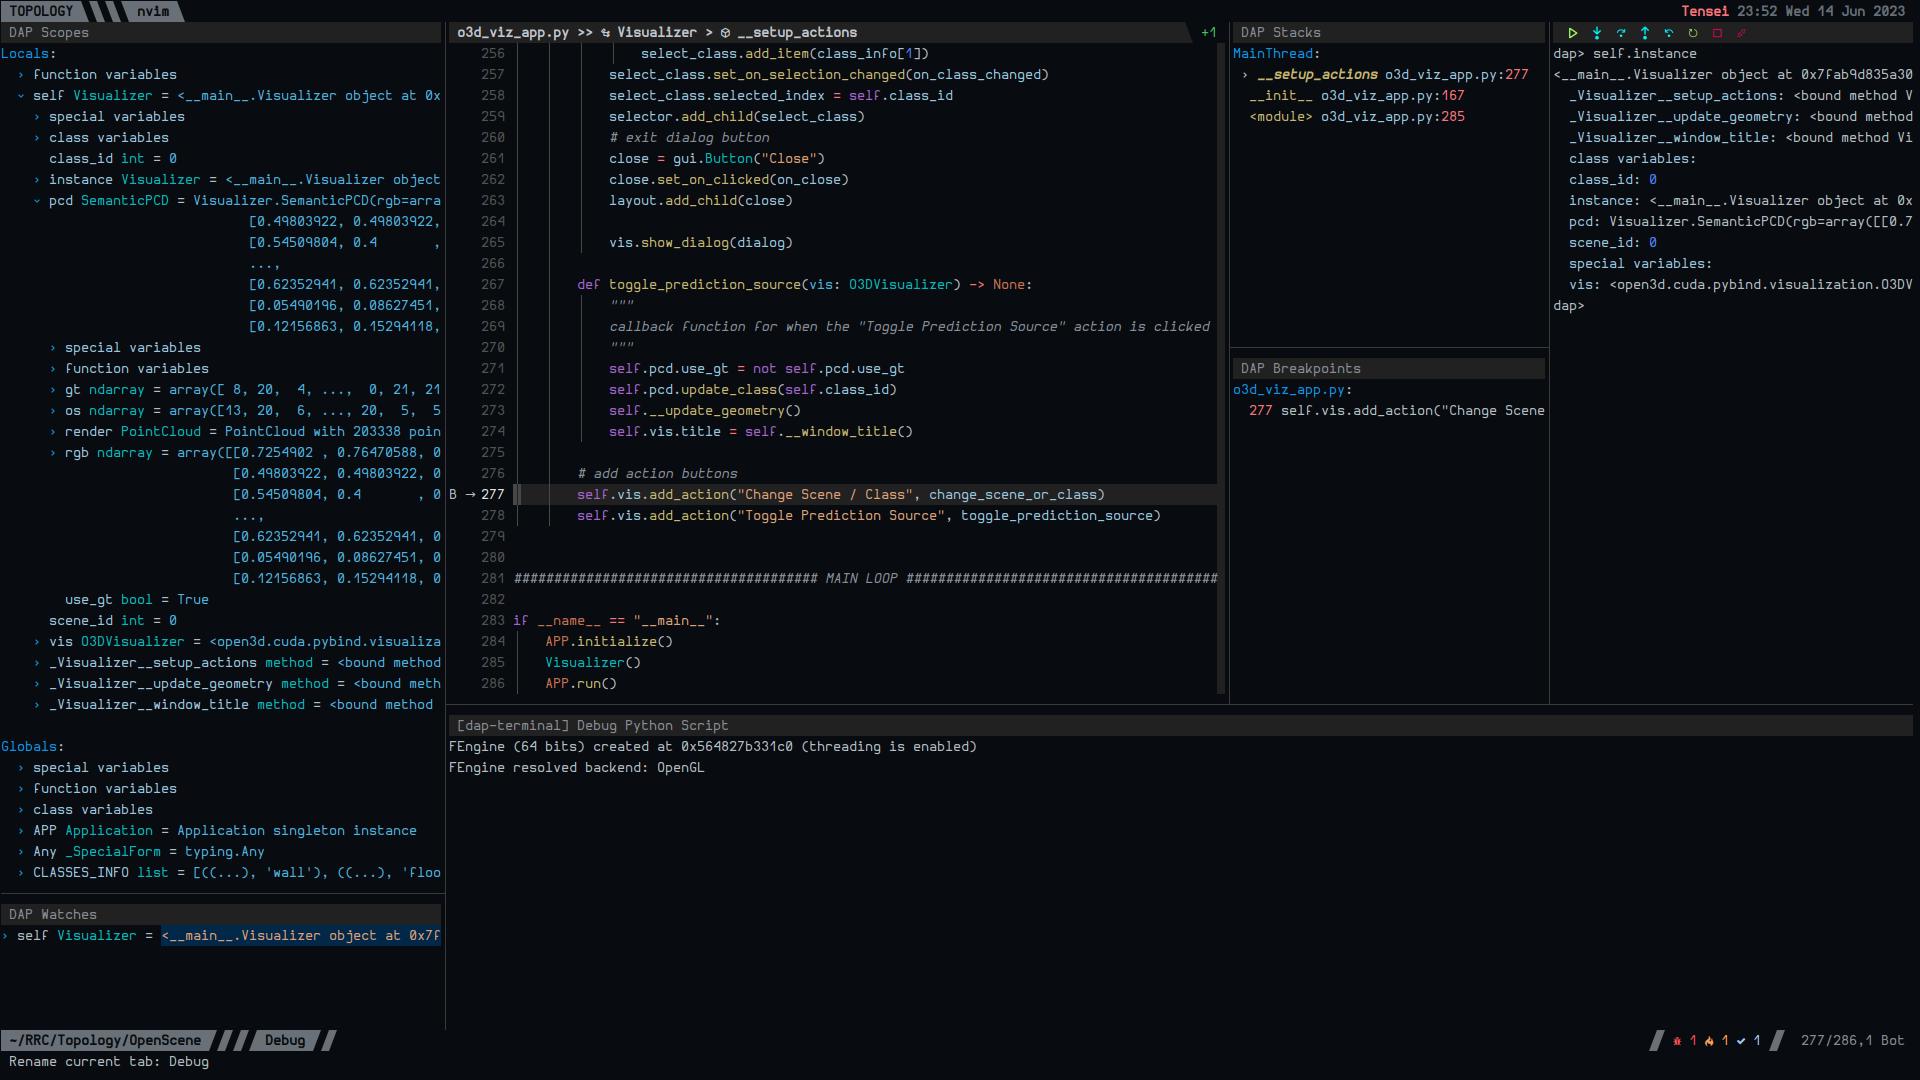 TOPOLOGY nvim Tensei 23:52 Wed 14 Jun 2023
DAP Scopes
Locals:
› function variables
⌄ self Visualizer = <__main__.Visualizer object at 0x
› special variables
› class variables
class_id int = 0
› instance Visualizer = <__main__.Visualizer object
⌄ pcd SemanticPCD = Visualizer.SemanticPCD(rgb=arra
[0.49803922, 0.49803922,
[0.54509804, 0.4       ,
...,
[0.62352941, 0.62352941,
[0.05490196, 0.08627451,
[0.12156863, 0.15294118,
› special variables
› function variables
› gt ndarray = array([ 8, 20,  4, ...,  0, 21, 21
› os ndarray = array([13, 20,  6, ..., 20,  5,  5
› render PointCloud = PointCloud with 203338 poin
› rgb ndarray = array([[0.7254902 , 0.76470588, 0
[0.49803922, 0.49803922, 0
[0.54509804, 0.4       , 0
...,
[0.62352941, 0.62352941, 0
[0.05490196, 0.08627451, 0
[0.12156863, 0.15294118, 0
use_gt bool = True
scene_id int = 0
› vis O3DVisualizer = <open3d.cuda.pybind.visualiza
› _Visualizer__setup_actions method = <bound method
› _Visualizer__update_geometry method = <bound meth
› _Visualizer__window_title method = <bound method
Globals:
› special variables
› function variables
› class variables
› APP Application = Application singleton instance
› Any _SpecialForm = typing.Any
› CLASSES_INFO list = [((...), 'wall'), ((...), 'floo
DAP Watches
› self Visualizer = <__main__.Visualizer object at 0x7f
o3d_viz_app.py >> Visualizer > __setup_actions +1
256 select_class.add_item(class_info[1])
257 select_class.set_on_selection_changed(on_class_changed)
258 select_class.selected_index = self.class_id
259 selector.add_child(select_class)
260 # exit dialog button
261 close = gui.Button("Close")
262 close.set_on_clicked(on_close)
263 layout.add_child(close)
264
265 vis.show_dialog(dialog)
266
267 def toggle_prediction_source(vis: O3DVisualizer) -> None:
268 """
269 callback function for when the "Toggle Prediction Source" action is clicked
270 """
271 self.pcd.use_gt = not self.pcd.use_gt
272 self.pcd.update_class(self.class_id)
273 self.__update_geometry()
274 self.vis.title = self.__window_title()
275
276 # add action buttons
B → 277 self.vis.add_action("Change Scene / Class", change_scene_or_class)
278 self.vis.add_action("Toggle Prediction Source", toggle_prediction_source)
279
280
281 ###################################### MAIN LOOP #######################################
282
283 if __name__ == "__main__":
284 APP.initialize()
285 Visualizer()
286 APP.run()
[dap-terminal] Debug Python Script
FEngine (64 bits) created at 0x564827b331c0 (threading is enabled)
FEngine resolved backend: OpenGL
DAP Stacks
MainThread:
› __setup_actions o3d_viz_app.py:277
__init__ o3d_viz_app.py:167
<module> o3d_viz_app.py:285
DAP Breakpoints
o3d_viz_app.py:
277 self.vis.add_action("Change Scene
dap> self.instance
<__main__.Visualizer object at 0x7fab9d835a30
_Visualizer__setup_actions: <bound method V
_Visualizer__update_geometry: <bound method
_Visualizer__window_title: <bound method Vi
class variables:
class_id: 0
instance: <__main__.Visualizer object at 0x
pcd: Visualizer.SemanticPCD(rgb=array([[0.7
scene_id: 0
special variables:
vis: <open3d.cuda.pybind.visualization.O3DV
dap>
~/RRC/Topology/OpenScene Debug 1 1 1 277/286,1 Bot
Rename current tab: Debug